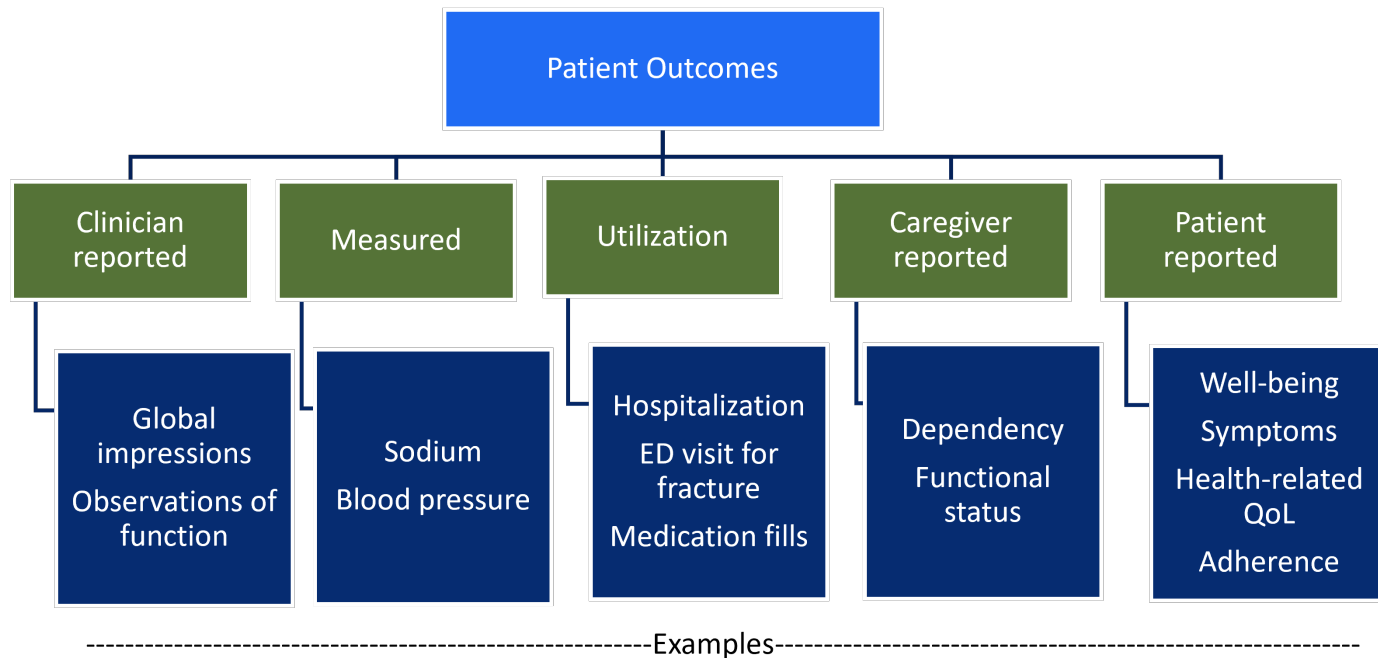 Patient Outcomes
Clinician
reported
Measured
Utilization
Caregiver
reported
Patient
reported
Global
impressions
Observations of
function
Sodium
Blood pressure
Hospitalization
ED visit for
fracture
Medication fills
Dependency
Functional
status
Well-being
Symptoms
Health-related
QoL
Adherence
-----------------------------------------------Examples-------------------------------------------------